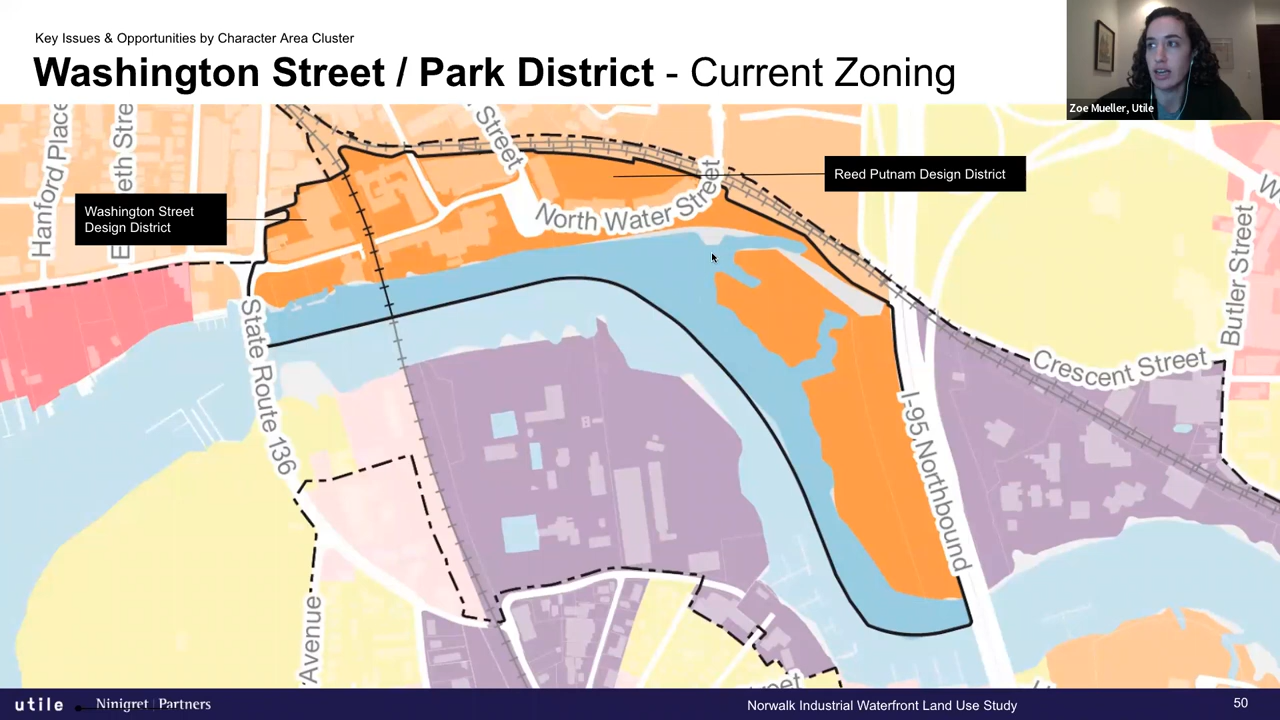 Key Issues & Opportunities by Character Area Cluster
Washington Street / Park District - Current Zoning
Zoe Mueller, Utile
Hanford Place
eth Stre
Street
Reed Putnam Design District
Washington Street
Design District
North Water Street
Butler Street
State Route 136
Crescent Street
I-95 Northbound
Avenue
utile
Ninigret Partners
Norwalk Industrial Waterfront Land Use Study
50